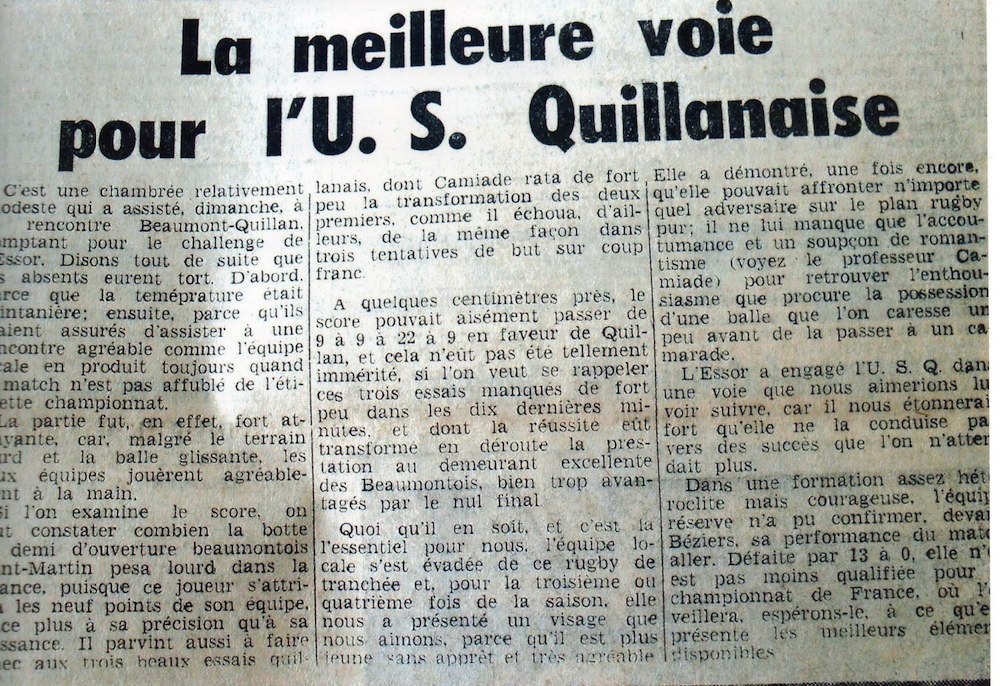 La meilleure voie
pour l'U. S. Quillanaise
C'est une chambrée relativement
odeste qui a assisté, dimanche, à
rencontre Beaumont-Quillan,
mptant pour le challenge de
Essor. Disons tout de suite que
s absents eurent tort. D'abord,
rce que la teméprature était
intanière; ensuite, parce qu'ils
aient assurés d'assister à une
ncontre agréable comme l'équipe
cale en produit toujours quand
match n'est pas affublé de l'éti-
ette championnat.
La partie fut, en effet, fort at-
yante, car, malgré le terrain
urd et la balle glissante, les
ux équipes jouèrent agréable-
nt à la main.
Si l'on examine le score, on
ut constater combien la botte
demi d'ouverture beaumontois
nt-Martin pesa lourd dans la
ance, puisque ce joueur s'attri-
a les neuf points de son équipe,
ce plus à sa précision qu'à sa
ssance. Il parvint aussi à faire
ec aux trois beaux essais quil-
lanais, dont Camiade rata de fort
peu la transformation des deux
premiers, comme il échoua, d'ail-
leurs, de la même façon dans
trois tentatives de but sur coup
franc.
A quelques centimètres près, le
score pouvait aisément passer de
9 à 9 à 22 à 9 en faveur de Quil-
lan, et cela n'eût pas été tellement
immérité, si l'on veut se rappeler
ces trois essais manqués de fort
peu dans les dix dernières mi-
nutes, et dont la réussite eût
transformé en déroute la pres-
tation au demeurant excellente
des Beaumontois, bien trop avan-
tagés par le nul final.
Quoi qu'il en soit, et c'est là
l'essentiel pour nous, l'équipe lo-
cale s'est évadée de ce rugby de
tranchée et, pour la troisième ou
quatrième fois de la saison, elle
nous a présenté un visage que
nous aimons, parce qu'il est plus
jeune sans apprêt et très agréable
Elle a démontré, une fois encore,
qu'elle pouvait affronter n'importe
quel adversaire sur le plan rugby
pur; il ne lui manque que l'accou-
tumance et un soupçon de roman-
tisme (voyez le professeur Ca-
miade) pour retrouver l'enthou-
siasme que procure la possession
d'une balle que l'on caresse un
peu avant de la passer à un ca
marade.
L'Essor a engagé l'U. S. Q. dan
une voie que nous aimerions lu
voir suivre, car il nous étonnerai
fort qu'elle ne la conduise pa
vers des succès que l'on n'atten
dait plus.
Dans une formation assez hét
roclite mais courageuse, l'équip
réserve n'a pu confirmer, deva
Béziers, sa performance du mat
aller. Défaite par 13 à 0, elle n'
est pas moins qualifiée pour
championnat de France, où l'
veillera, espérons-le, à ce qu'e
présente les meilleurs élémen
disponibles